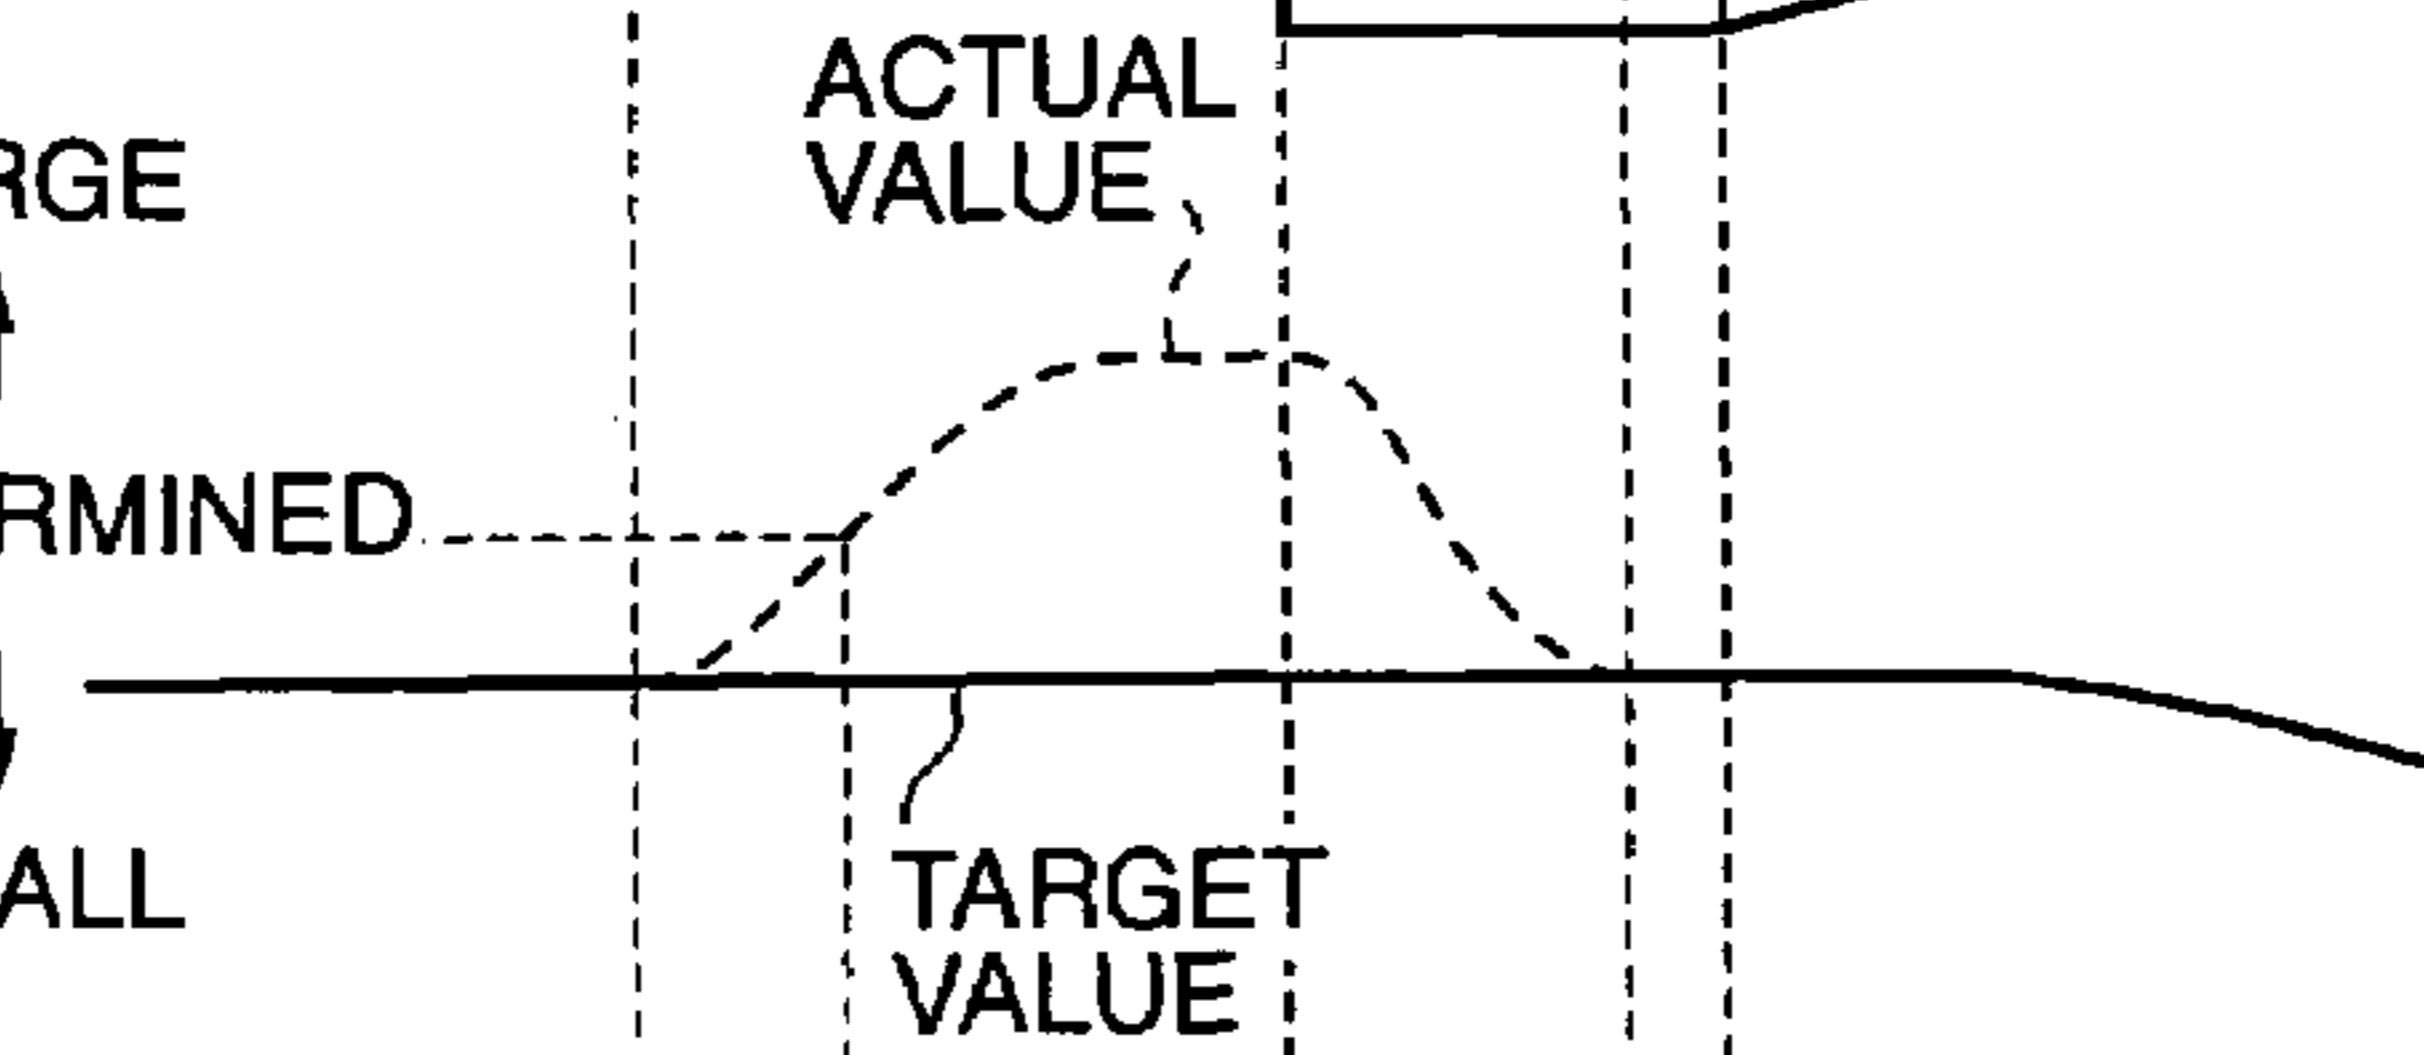 ACTUAL
VALUE
RGE
RMINED
ALL
TARGET
VALUE